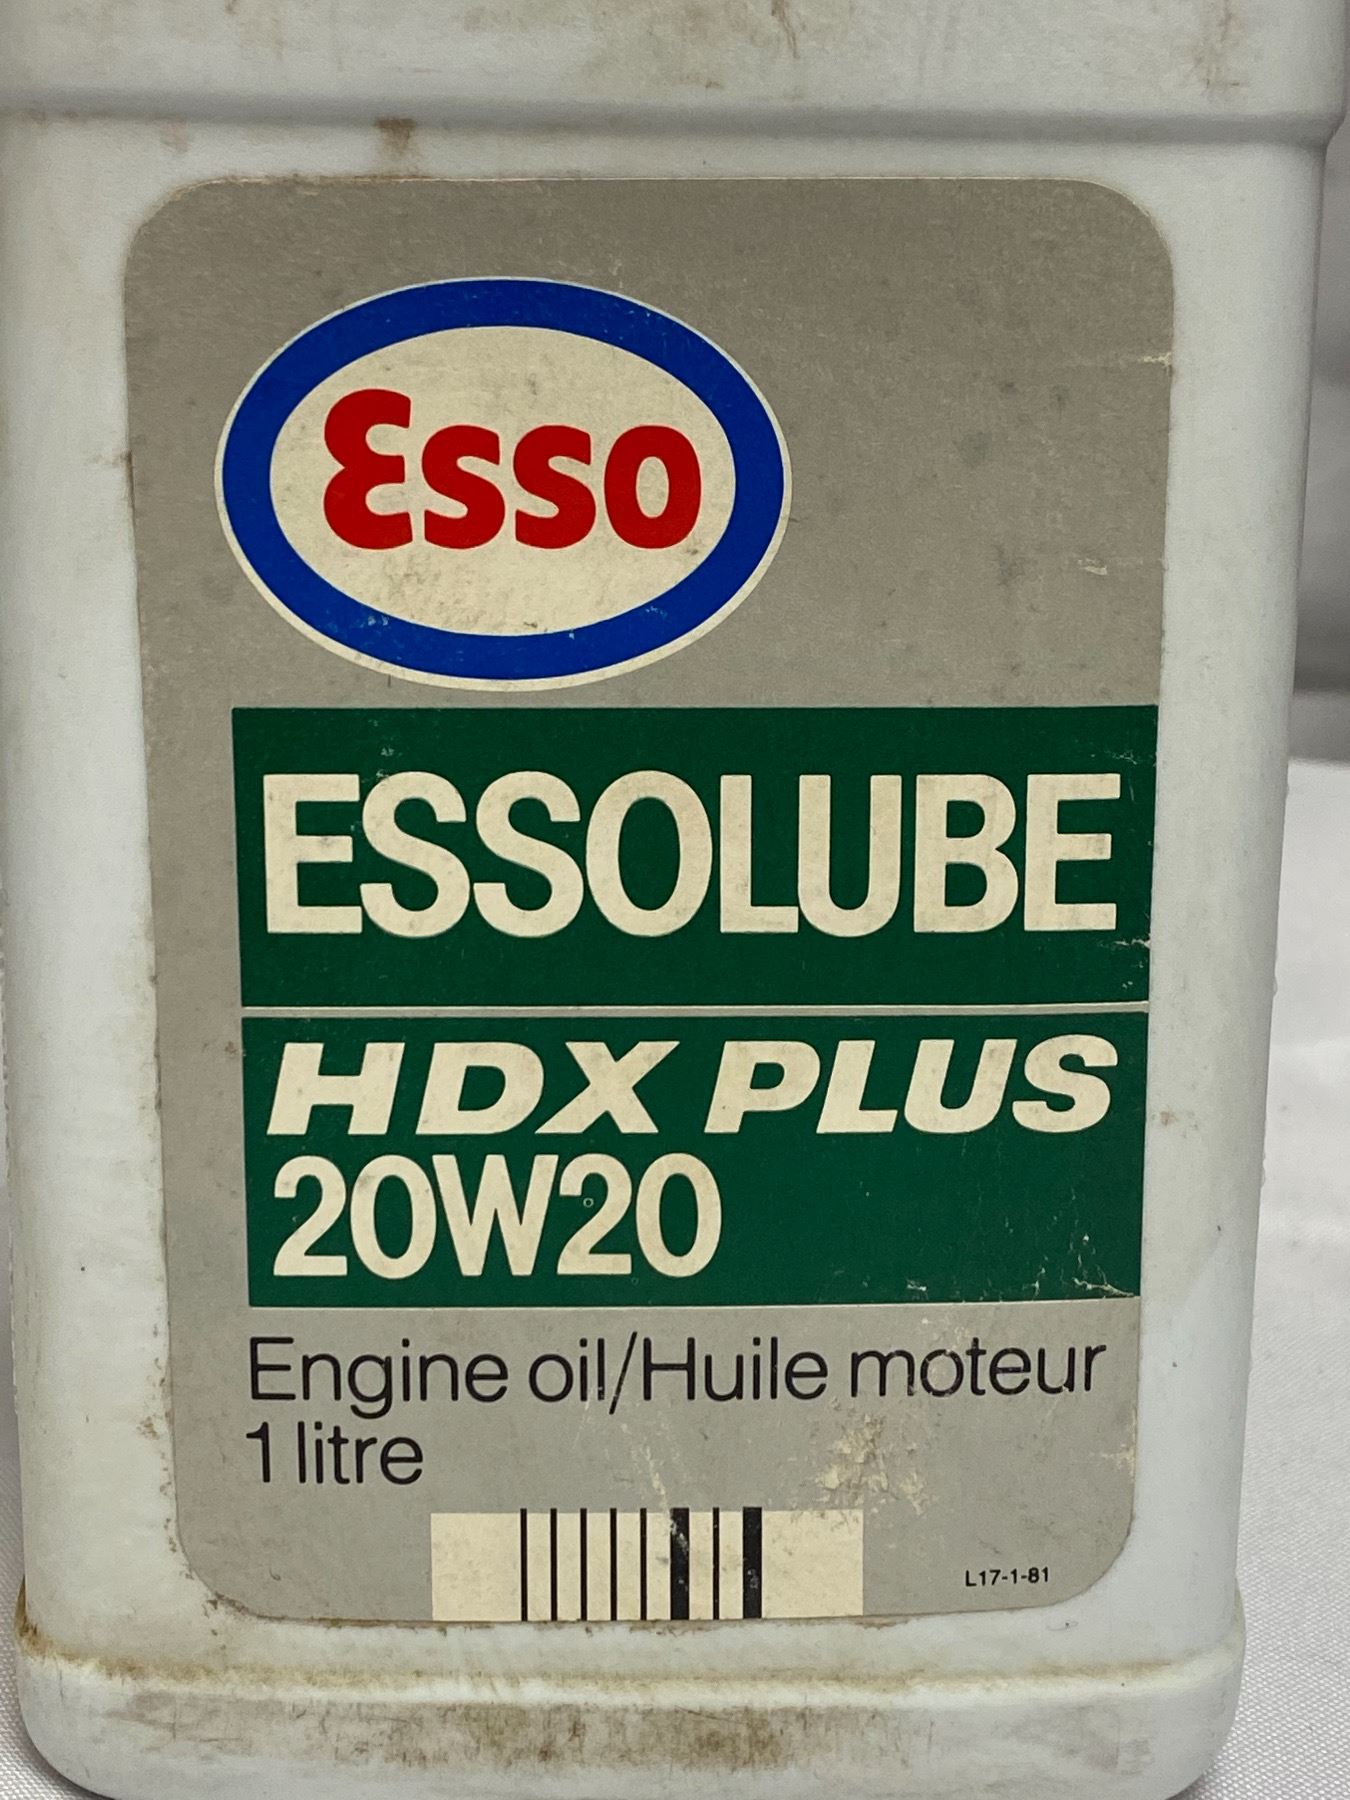 Esso
ESSOLUBE
HDX PLUS
20W20
Engine oil/Huile moteur
1 litre
L17-1-81